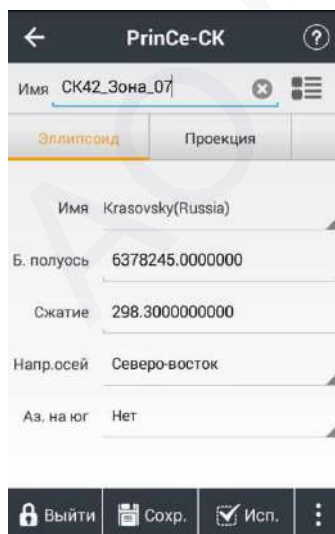 PrinCe-СК
?
Имя СК42_Зона_07
Эллипсоид Проекция
Имя Krasovsky(Russia)
Б. полуось 6378245.0000000
Сжатие 298.3000000000
Напр.осей Северо-восток
Аз. на юг Нет
Выйти Сохр. Исп.